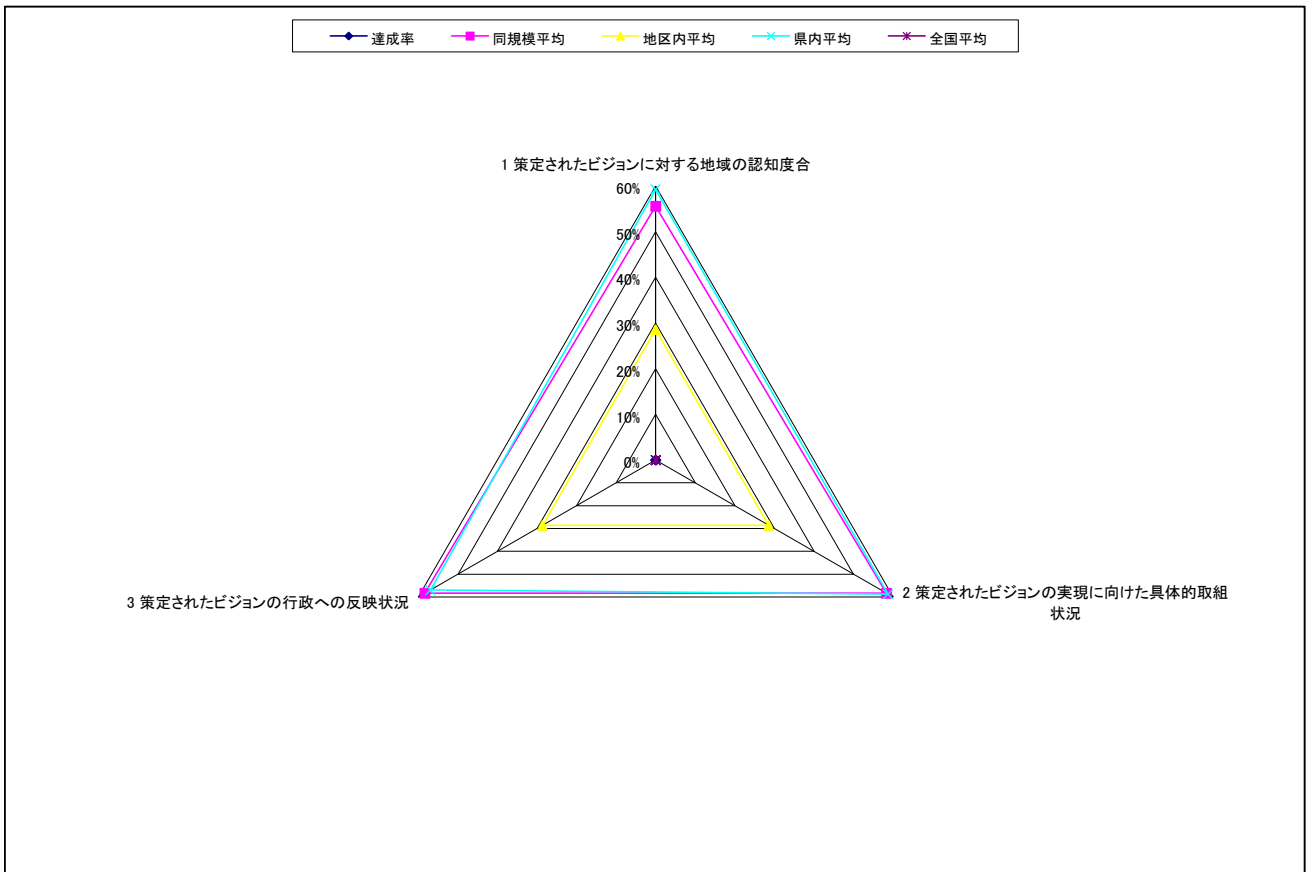 達成率 同規模平均 地区内平均 県内平均 全国平均
1 策定されたビジョンに対する地域の認知度合
60%
50%
40%
30%
20%
10%
0%
3 策定されたビジョンの行政への反映状況
2 策定されたビジョンの実現に向けた具体的取組
状況